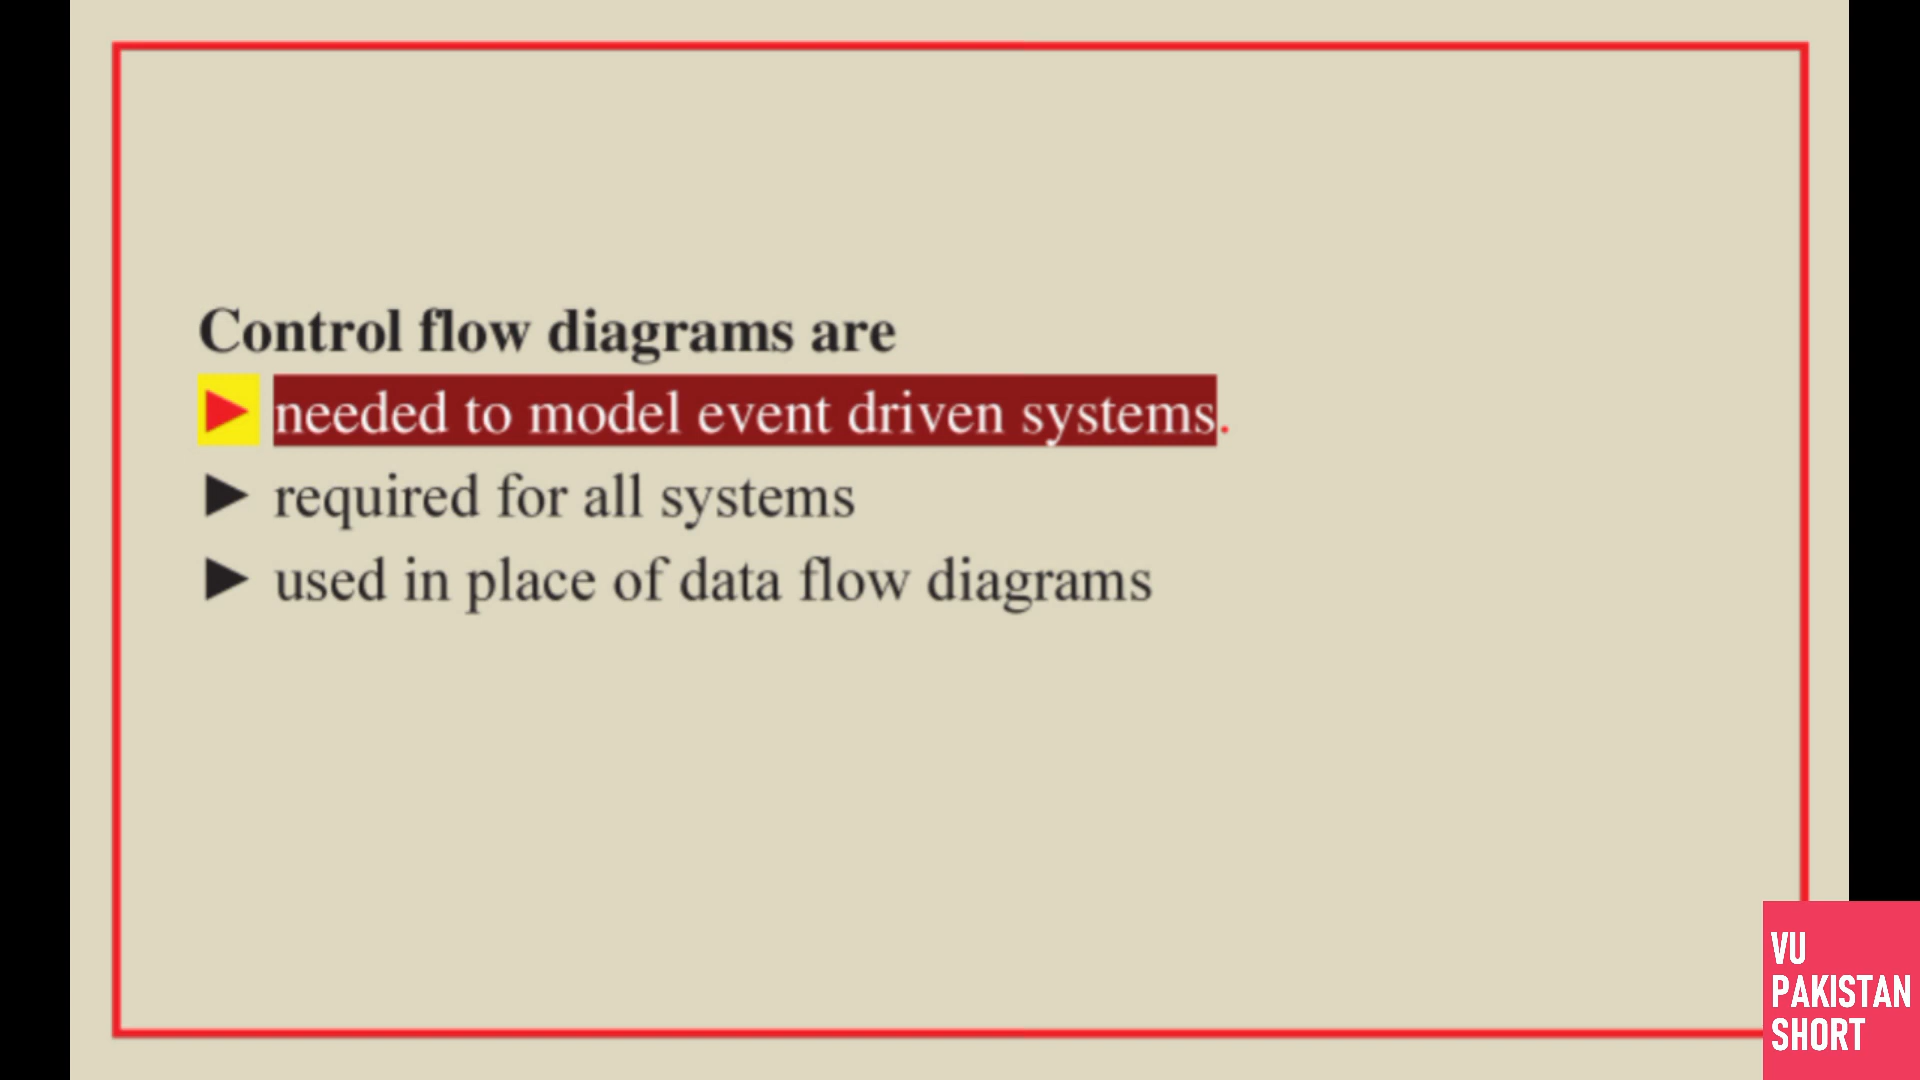 Control flow diagrams are
► needed to model event driven systems.
► required for all systems
► used in place of data flow diagrams
VU
PAKISTAN
SHORT